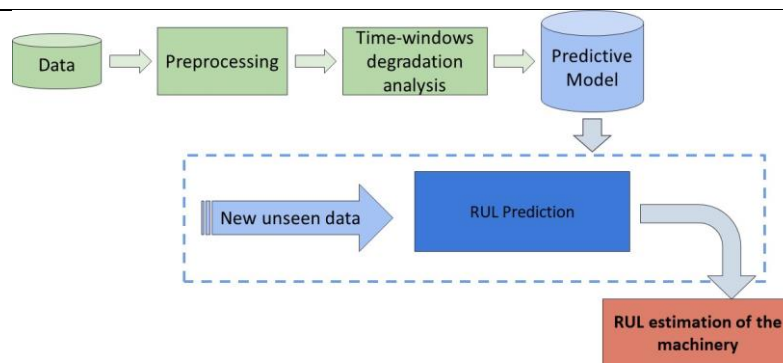 Data
Preprocessing
Time-windows
degradation
analysis
Predictive
Model
New unseen data
RUL Prediction
RUL estimation of the
machinery